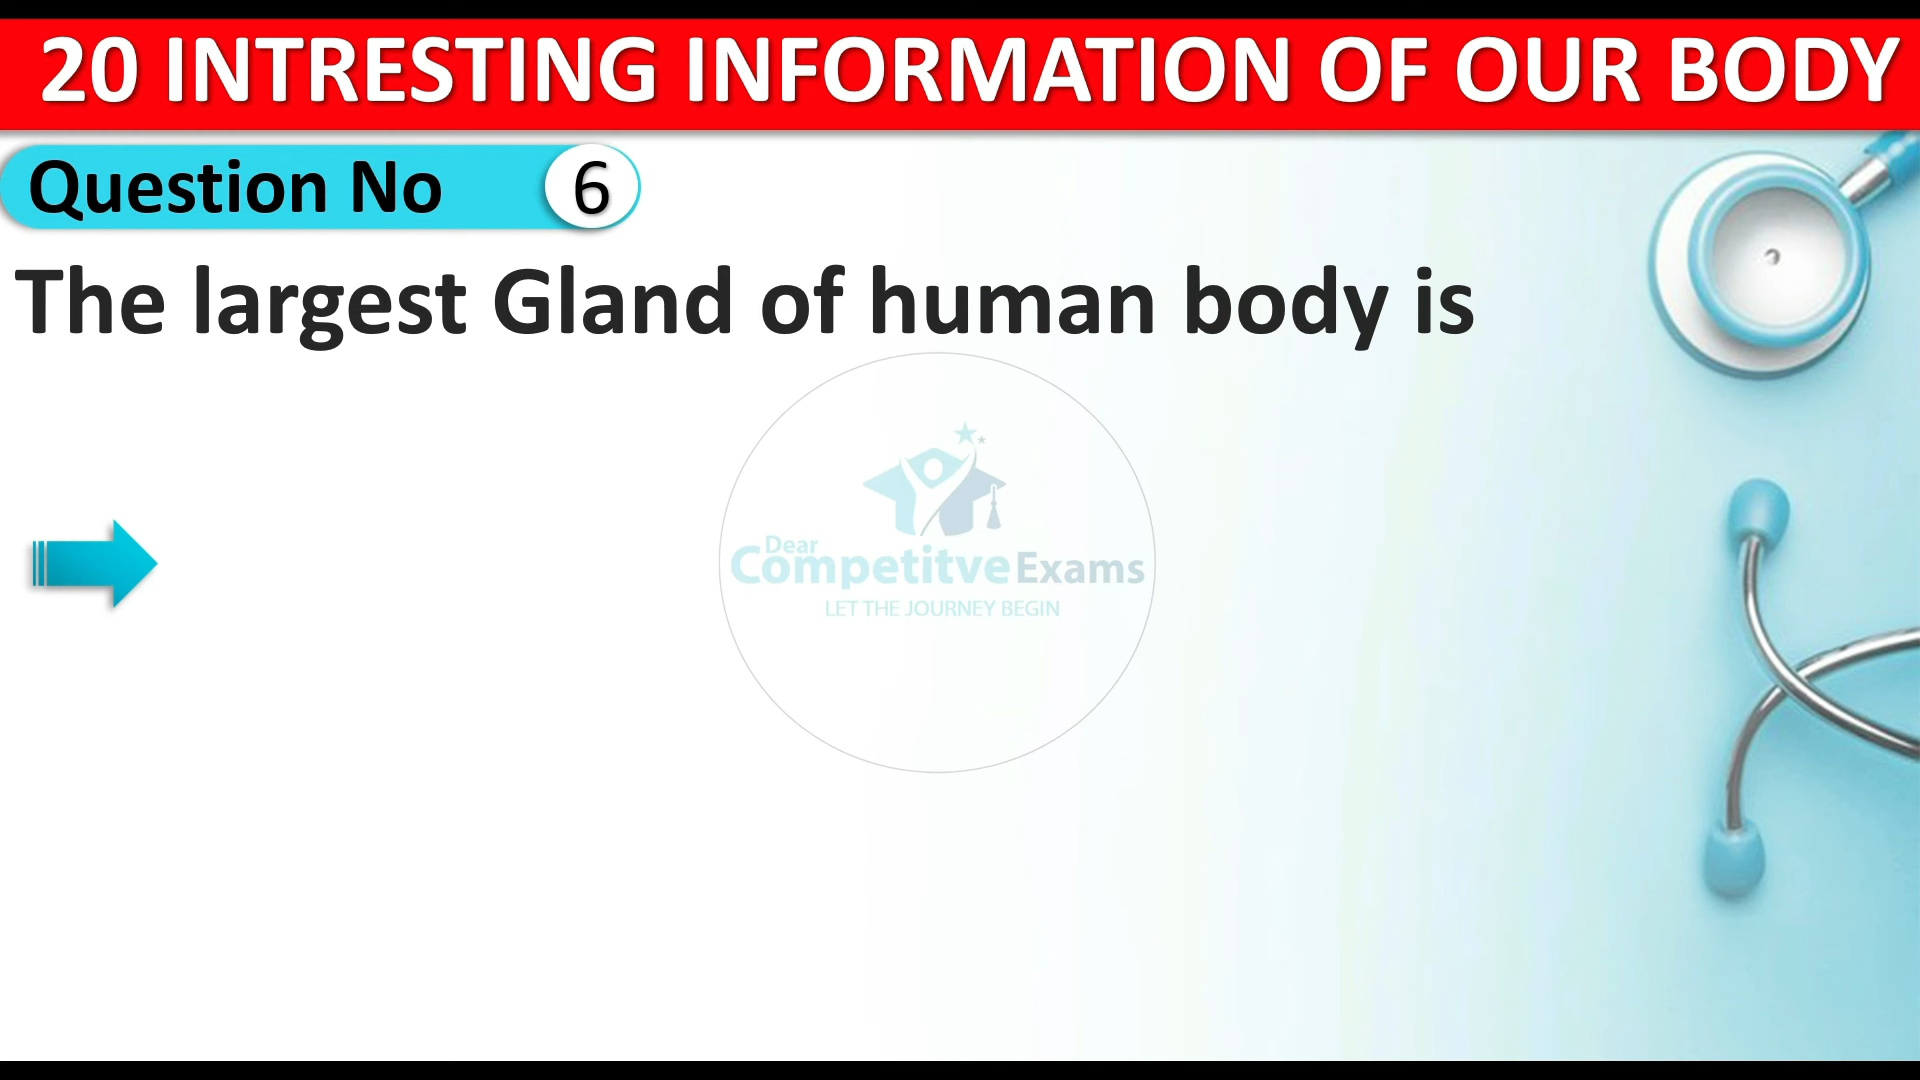 20 INTRESTING INFORMATION OF OUR BODY
Question No 6
The largest Gland of human body is
Dear
Competitve Exams
LET THE JOURNEY BEGIN